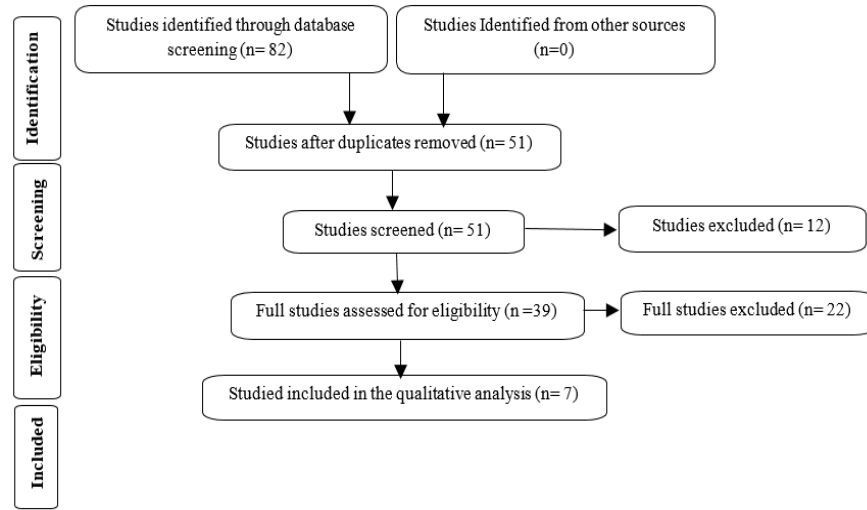 Identification
Studies identified through database
screening (n= 82)
Studies Identified from other sources
(n=0)
Studies after duplicates removed (n= 51)
Screening
Studies screened (n= 51)
Studies excluded (n= 12)
Eligibility
Full studies assessed for eligibility (n =39)
Full studies excluded (n= 22)
Studied included in the qualitative analysis (n= 7)
Included